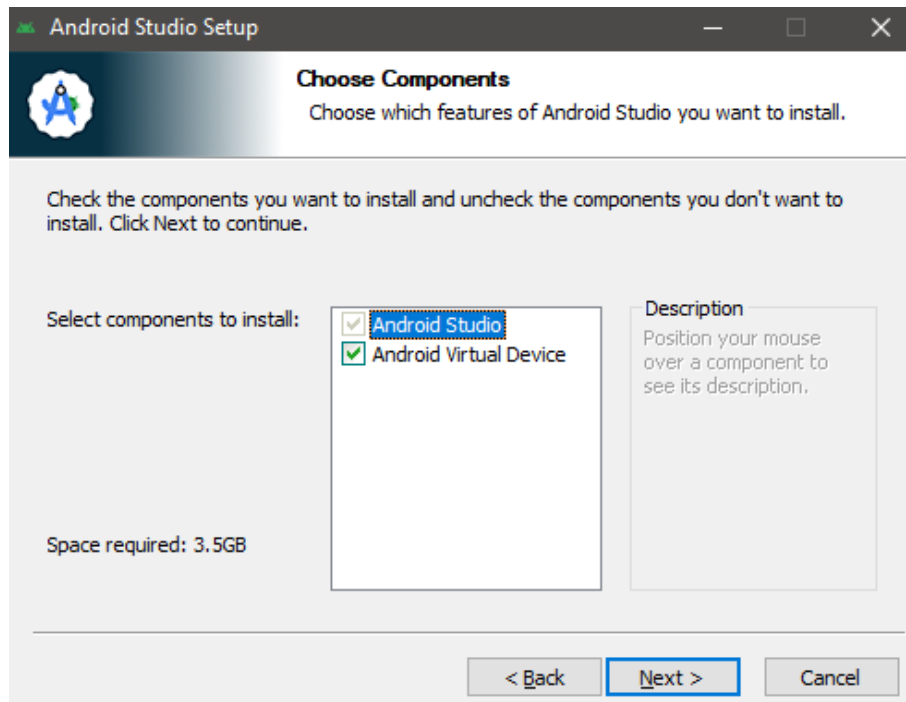 Android Studio Setup
Choose Components
Choose which features of Android Studio you want to install.
Check the components you want to install and uncheck the components you don't want to
install. Click Next to continue.
Select components to install:
Android Studio
Android Virtual Device
Description
Position your mouse
over a component to
see its description.
Space required: 3.5GB
< Back
Next >
Cancel